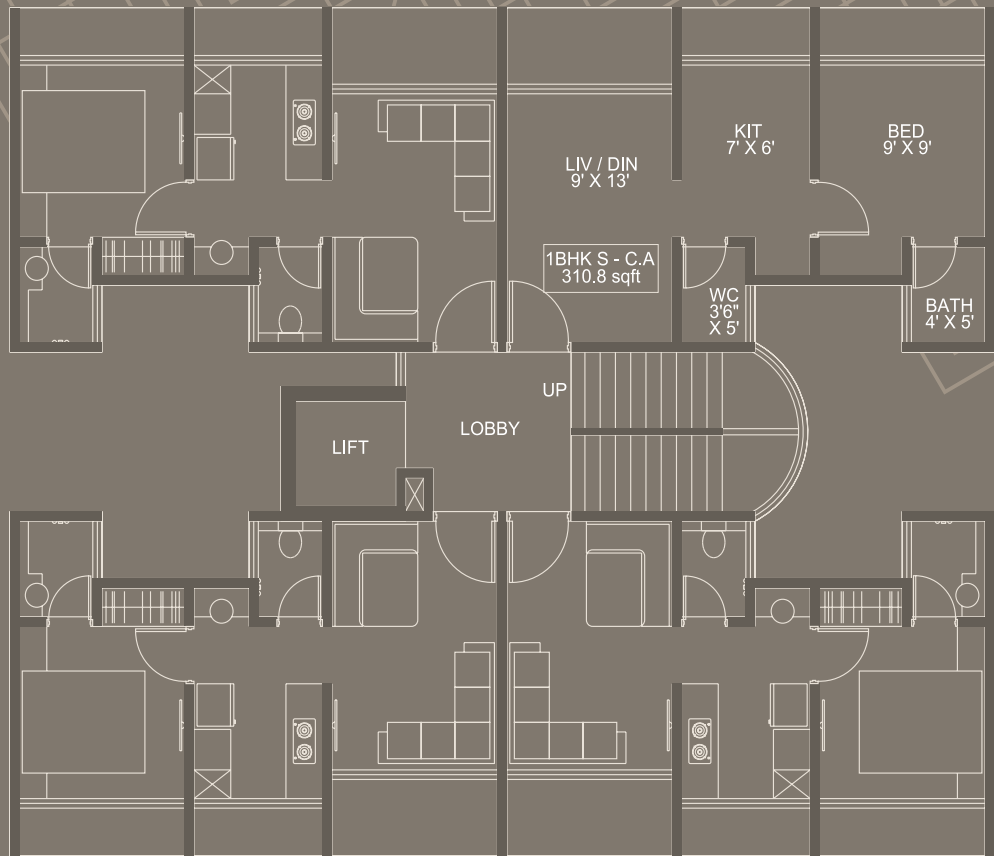 KIT
7' X 6'
BED
9' X 9'
LIV / DIN
9' X 13'
1BHK S - C.A
310.8 sqft
WC
3'6"
X 5'
BATH
4' X 5'
UP
LOBBY
LIFT